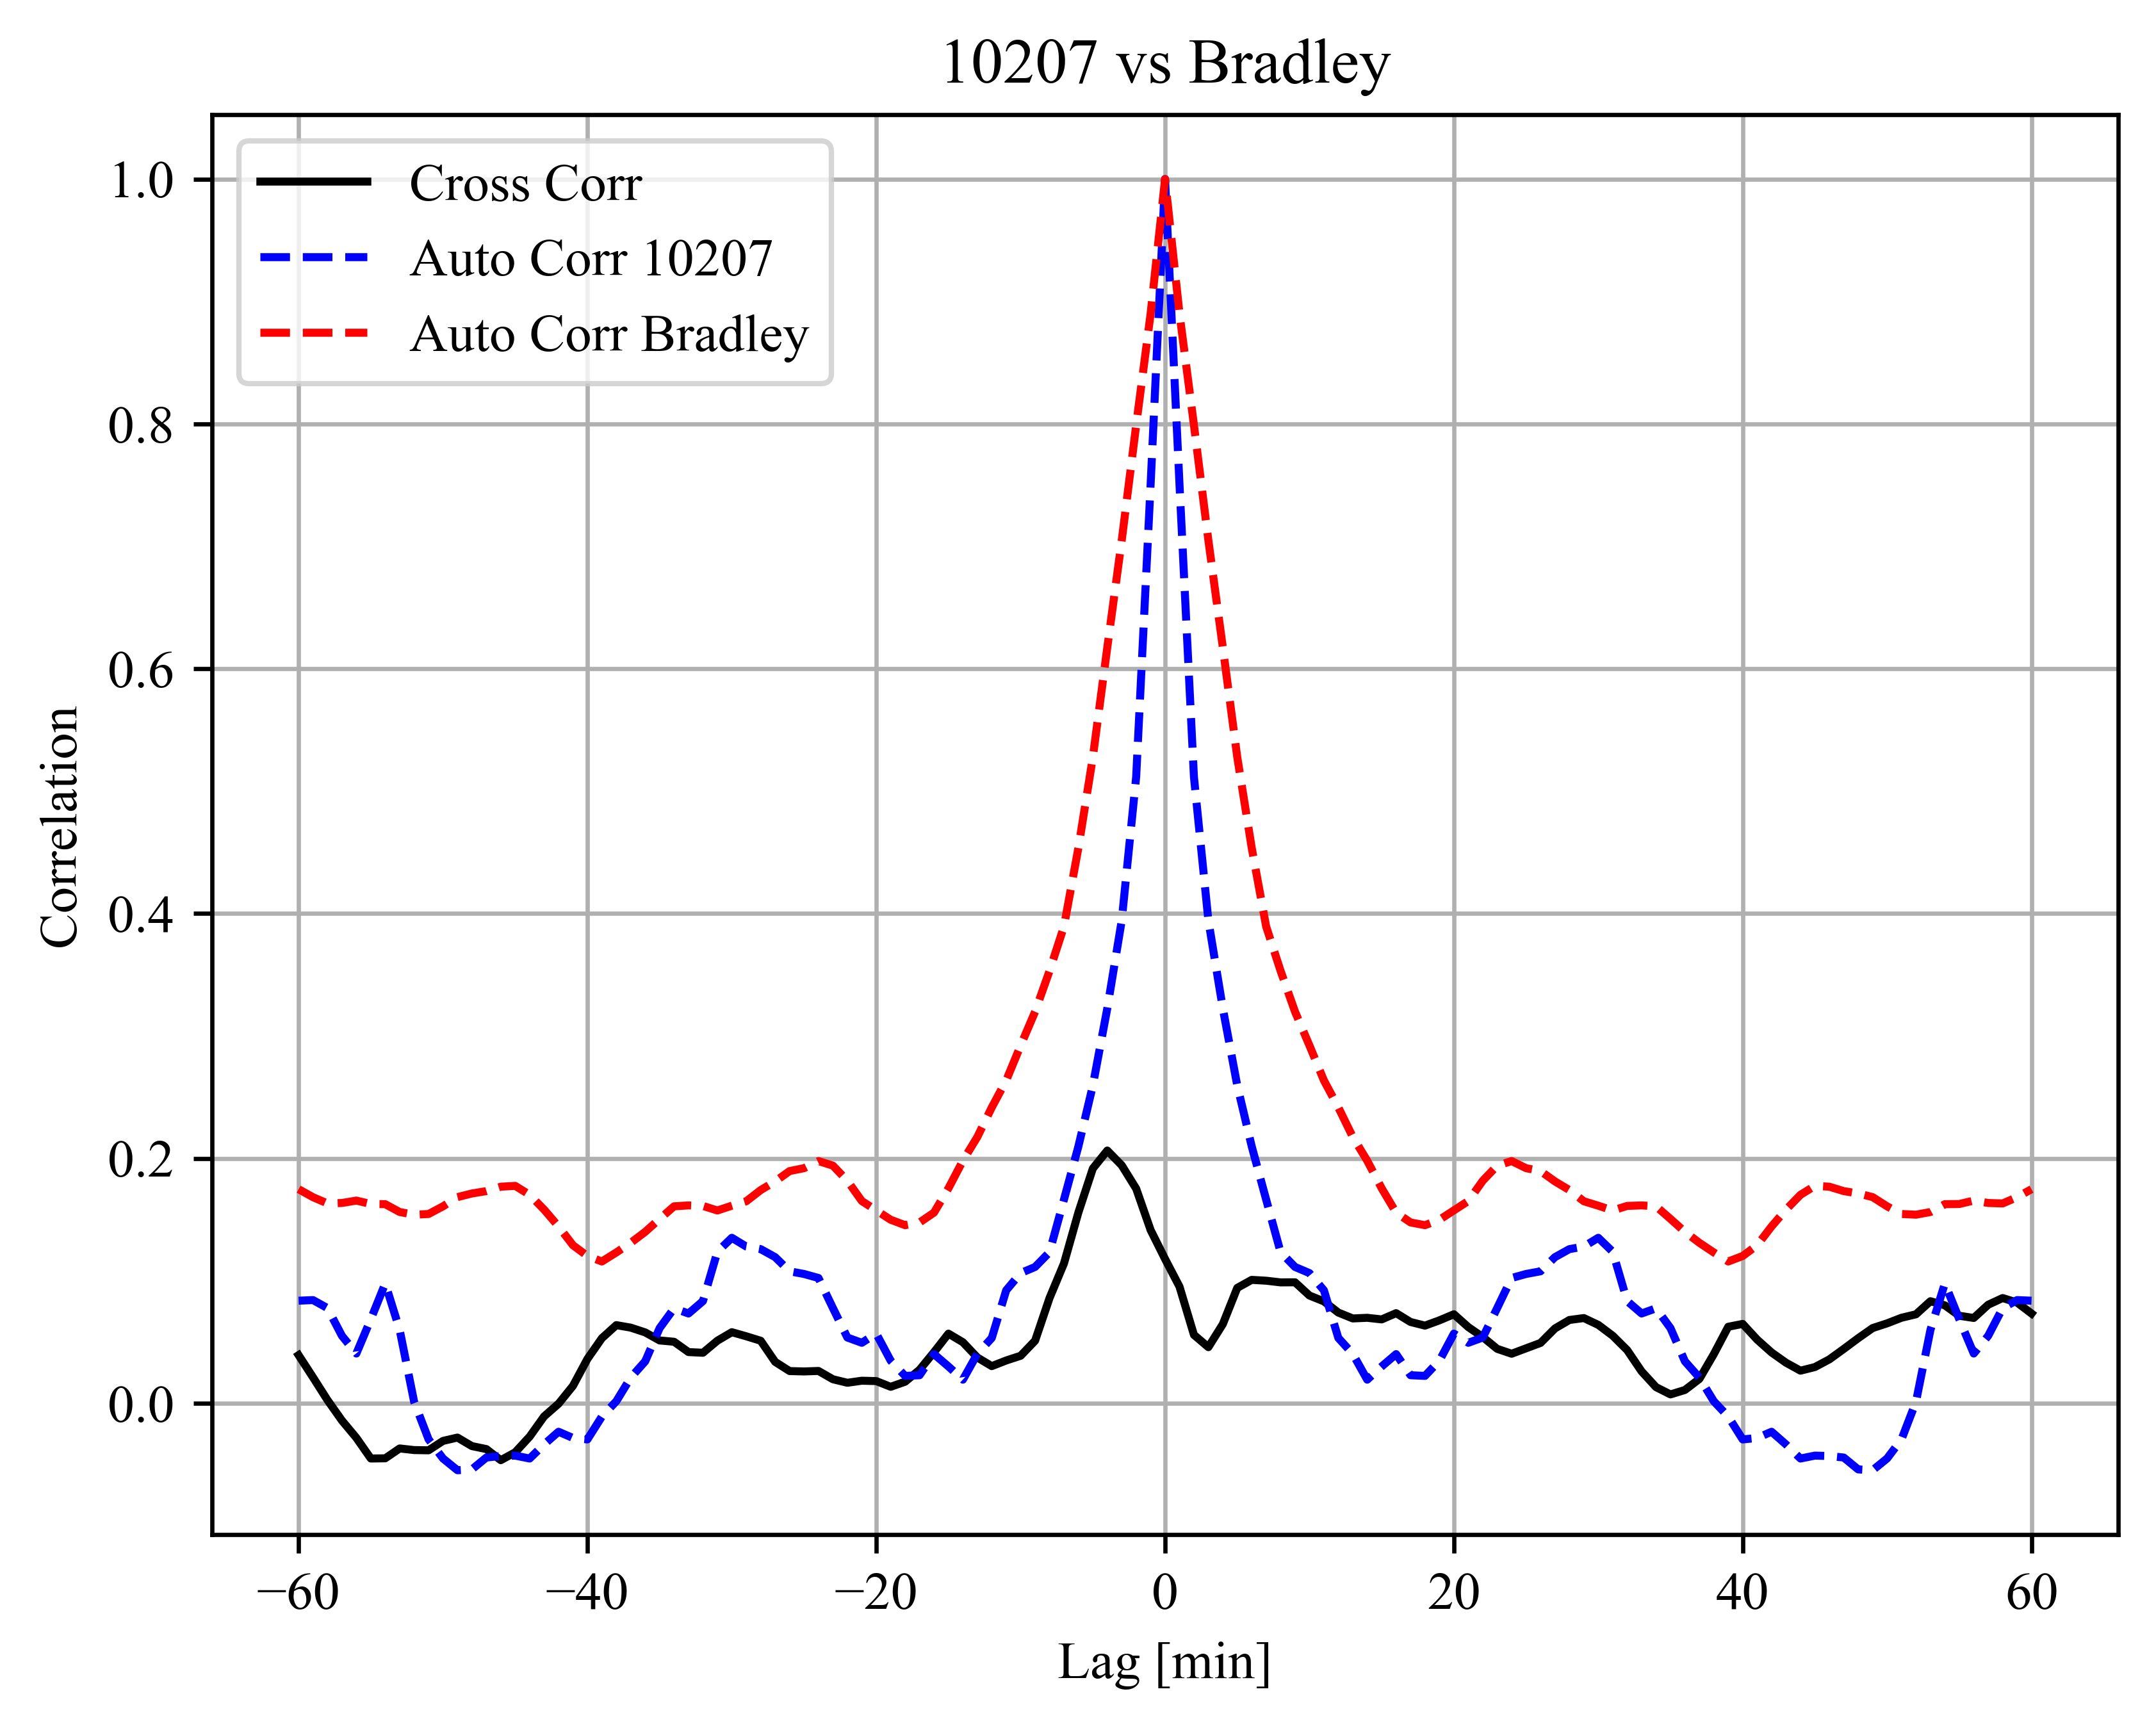 10207 vs Bradley
Cross Corr
Auto Corr 10207
Auto Corr Bradley
1.0
0.8
0.6
0.4
0.2
0.0
Correlation
−60 −40 −20 0 20 40 60
Lag [min]